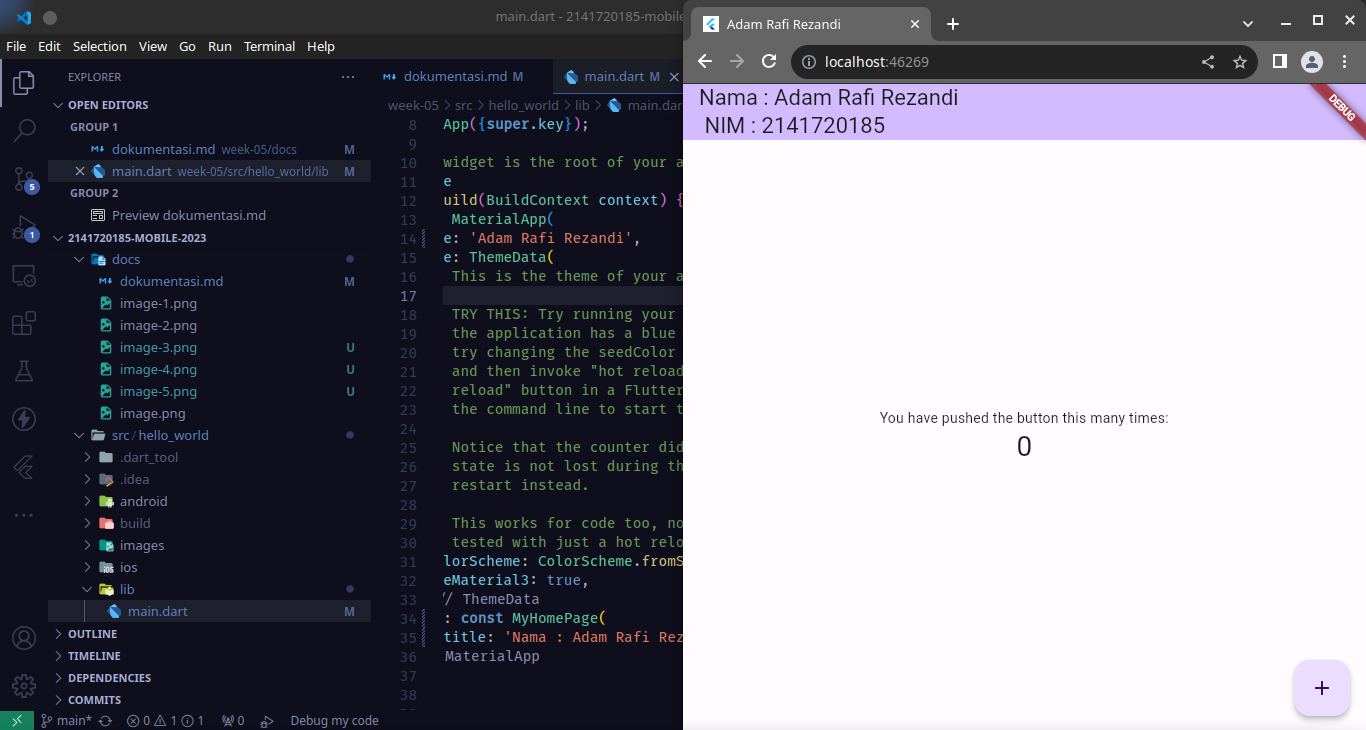 main.dart - 2141720185-mobile
File Edit Selection View Go Run Terminal Help
EXPLORER
OPEN EDITORS
GROUP 1
dokumentasi.md week-05/docs M
main.dart week-05/src/hello_world/lib M
GROUP 2
Preview dokumentasi.md
2141720185-MOBILE-2023
docs
dokumentasi.md M
image-1.png
image-2.png
image-3.png U
image-4.png U
image-5.png U
image.png
src / hello_world
.dart_tool
.idea
android
build
images
ios
lib
main.dart M
OUTLINE
TIMELINE
DEPENDENCIES
COMMITS
5
1
dokumentasi.md M
main.dart M
week-05 > src > hello_world > lib > main.dar
8 App({super.key});
9
10 widget is the root of your a
11 e
12 uild(BuildContext context) {
13 MaterialApp(
14 e: 'Adam Rafi Rezandi',
15 e: ThemeData(
16 This is the theme of your a
17
18 TRY THIS: Try running your
19 the application has a blue
20 try changing the seedColor
21 and then invoke "hot reload
22 reload" button in a Flutter
23 the command line to start t
24
25 Notice that the counter did
26 state is not lost during th
27 restart instead.
28
29 This works for code too, no
30 tested with just a hot relo
31 lorScheme: ColorScheme.fromS
32 eMaterial3: true,
33 // ThemeData
34 : const MyHomePage(
35 title: 'Nama : Adam Rafi Rez
36 MaterialApp
37
38
main* 0 1 1 0 Debug my code
Adam Rafi Rezandi
localhost:46269
Nama : Adam Rafi Rezandi
NIM : 2141720185
DEBUG
You have pushed the button this many times:
0
+